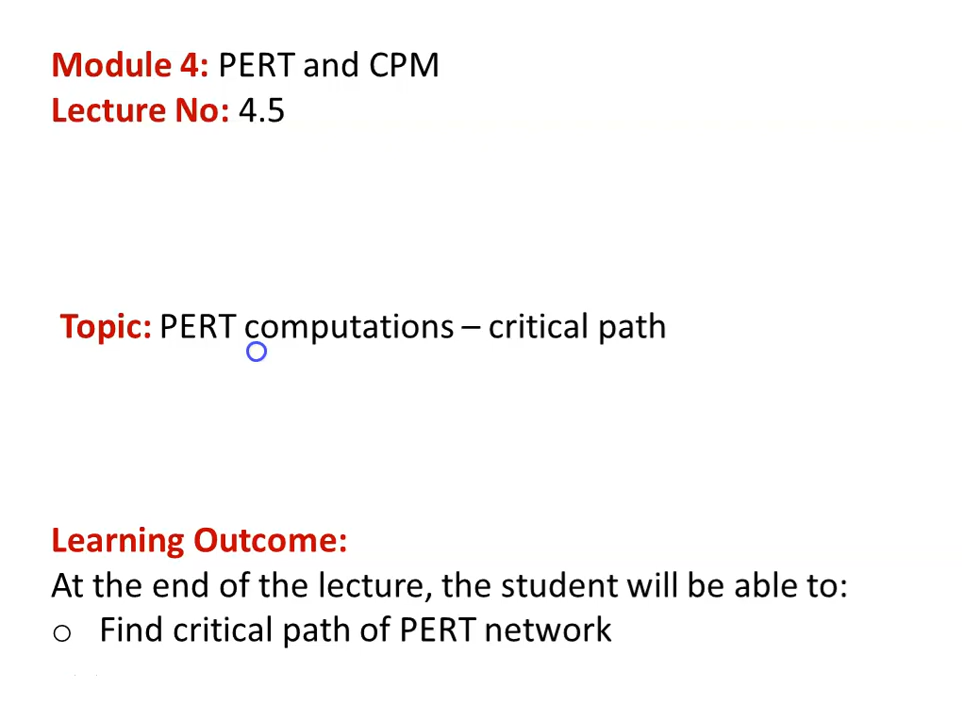 Module 4: PERT and CPM
Lecture No: 4.5
Topic: PERT computations – critical path
Learning Outcome:
At the end of the lecture, the student will be able to:
o Find critical path of PERT network